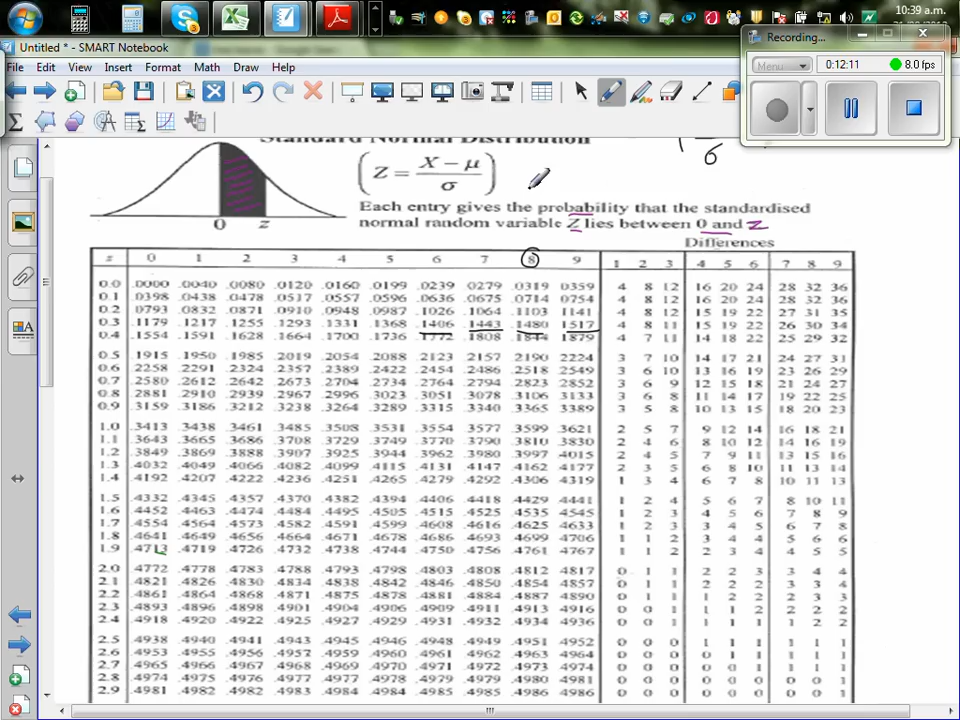 10:39 a.m.
Untitled * - SMART Notebook
Recording...
File Edit View Insert Format Math Draw Help
Menu 0:12:11 8.0 fps
Standard Normal Distribution
σ
(Z = X − μ / σ)
Each entry gives the probability that the standardised
0 z normal random variable Z lies between 0 and z
Differences
z 0 1 2 3 4 5 6 7 8 9 1 2 3 4 5 6 7 8 9
0.0 .0000 .0040 .0080 .0120 .0160 .0199 .0239 .0279 .0319 .0359 4 8 12 16 20 24 28 32 36
0.1 .0398 .0438 .0478 .0517 .0557 .0596 .0636 .0675 .0714 .0754 4 8 12 16 20 24 28 32 36
0.2 .0793 .0832 .0871 .0910 .0948 .0987 .1026 .1064 .1103 .1141 4 8 12 15 19 22 27 31 35
0.3 .1179 .1217 .1255 .1293 .1331 .1368 .1406 .1443 .1480 .1517 4 8 11 15 19 22 26 30 34
0.4 .1554 .1591 .1628 .1664 .1700 .1736 .1772 .1808 .1844 .1879 4 7 11 14 18 22 25 29 32
0.5 .1915 .1950 .1985 .2019 .2054 .2088 .2123 .2157 .2190 .2224 3 7 10 14 17 21 24 27 31
0.6 .2258 .2291 .2324 .2357 .2389 .2422 .2454 .2486 .2518 .2549 3 6 10 13 16 19 23 26 29
0.7 .2580 .2612 .2642 .2673 .2704 .2734 .2764 .2794 .2823 .2852 3 6 9 12 15 18 21 24 27
0.8 .2881 .2910 .2939 .2967 .2996 .3023 .3051 .3078 .3106 .3133 3 6 8 11 14 17 19 22 25
0.9 .3159 .3186 .3212 .3238 .3264 .3289 .3315 .3340 .3365 .3389 3 5 8 10 13 15 18 20 23
1.0 .3413 .3438 .3461 .3485 .3508 .3531 .3554 .3577 .3599 .3621 2 5 7 9 12 14 16 18 21
1.1 .3643 .3665 .3686 .3708 .3729 .3749 .3770 .3790 .3810 .3830 2 4 6 8 10 12 14 16 19
1.2 .3849 .3869 .3888 .3907 .3925 .3944 .3962 .3980 .3997 .4015 2 4 5 7 9 11 13 15 16
1.3 .4032 .4049 .4066 .4082 .4099 .4115 .4131 .4147 .4162 .4177 2 3 5 6 8 10 11 13 14
1.4 .4192 .4207 .4222 .4236 .4251 .4265 .4279 .4292 .4306 .4319 1 3 4 6 7 8 10 11 13
1.5 .4332 .4345 .4357 .4370 .4382 .4394 .4406 .4418 .4429 .4441 1 2 4 5 6 7 8 10 11
1.6 .4452 .4463 .4474 .4484 .4495 .4505 .4515 .4525 .4535 .4545 1 2 3 4 5 6 7 8 9
1.7 .4554 .4564 .4573 .4582 .4591 .4599 .4608 .4616 .4625 .4633 1 2 3 3 4 5 6 7 8
1.8 .4641 .4649 .4656 .4664 .4671 .4678 .4686 .4693 .4699 .4706 1 1 2 3 4 4 5 6 6
1.9 .4713 .4719 .4726 .4732 .4738 .4744 .4750 .4756 .4761 .4767 1 1 2 2 3 4 4 5 5
2.0 .4772 .4778 .4783 .4788 .4793 .4798 .4803 .4808 .4812 .4817 0 1 1 2 2 3 3 4 4
2.1 .4821 .4826 .4830 .4834 .4838 .4842 .4846 .4850 .4854 .4857 0 1 1 2 2 2 3 3 4
2.2 .4861 .4864 .4868 .4871 .4875 .4878 .4881 .4884 .4887 .4890 0 1 1 1 2 2 2 3 3
2.3 .4893 .4896 .4898 .4901 .4904 .4906 .4909 .4911 .4913 .4916 0 0 1 1 1 2 2 2 2
2.4 .4918 .4920 .4922 .4925 .4927 .4929 .4931 .4932 .4934 .4936 0 0 1 1 1 1 1 2 2
2.5 .4938 .4940 .4941 .4943 .4945 .4946 .4948 .4949 .4951 .4952 0 0 0 1 1 1 1 1 1
2.6 .4953 .4955 .4956 .4957 .4959 .4960 .4961 .4962 .4963 .4964 0 0 0 0 1 1 1 1 1
2.7 .4965 .4966 .4967 .4968 .4969 .4970 .4971 .4972 .4973 .4974 0 0 0 0 0 1 1 1 1
2.8 .4974 .4975 .4976 .4977 .4977 .4978 .4979 .4979 .4980 .4981 0 0 0 0 0 0 0 0 1
2.9 .4981 .4982 .4982 .4983 .4984 .4984 .4985 .4985 .4986 .4986 0 0 0 0 0 0 0 0 1